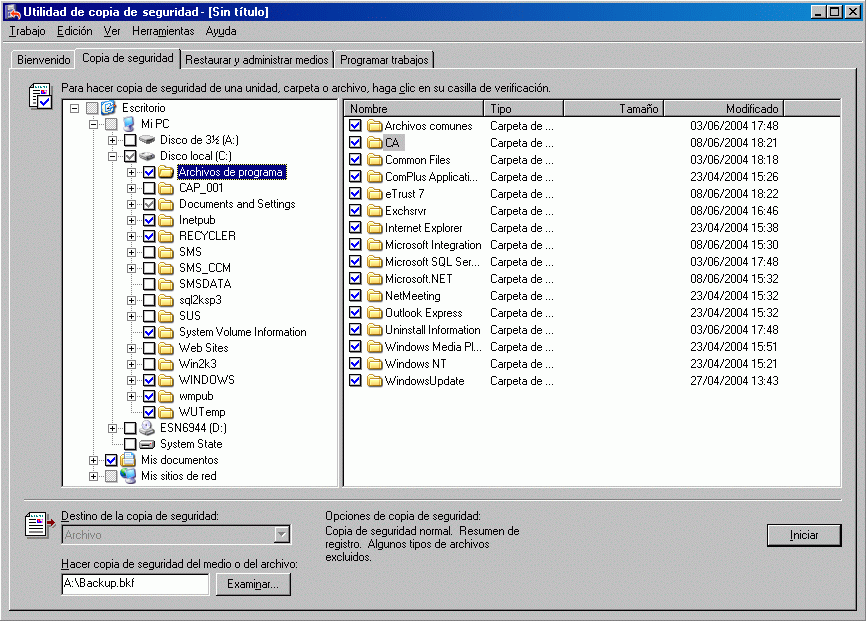 Utilidad de copia de seguridad - [Sin título]
Trabajo Edición Ver Herramientas Ayuda
Bienvenido Copia de seguridad Restaurar y administrar medios Programar trabajos
Para hacer copia de seguridad de una unidad, carpeta o archivo, haga clic en su casilla de verificación.
Escritorio
Mi PC
Disco de 3½ (A:)
Disco local (C:)
Archivos de programa
CAP_001
Documents and Settings
Inetpub
RECYCLER
SMS
SMS_CCM
SMSDATA
sql2ksp3
SUS
System Volume Information
Web Sites
Win2k3
WINDOWS
wmpub
WUTemp
ESN6944 (D:)
System State
Mis documentos
Mis sitios de red
Nombre Tipo Tamaño Modificado
Archivos comunes Carpeta de ... 03/06/2004 17:48
CA Carpeta de ... 08/06/2004 18:21
Common Files Carpeta de ... 03/06/2004 18:18
ComPlus Applicati... Carpeta de ... 23/04/2004 15:26
eTrust 7 Carpeta de ... 08/06/2004 18:22
Exchsrvr Carpeta de ... 08/06/2004 16:46
Internet Explorer Carpeta de ... 23/04/2004 15:38
Microsoft Integration Carpeta de ... 08/06/2004 15:30
Microsoft SQL Ser... Carpeta de ... 03/06/2004 17:48
Microsoft.NET Carpeta de ... 08/06/2004 15:32
NetMeeting Carpeta de ... 23/04/2004 15:32
Outlook Express Carpeta de ... 23/04/2004 15:32
Uninstall Information Carpeta de ... 03/06/2004 17:48
Windows Media Pl... Carpeta de ... 23/04/2004 15:51
Windows NT Carpeta de ... 23/04/2004 15:21
WindowsUpdate Carpeta de ... 27/04/2004 13:43
Destino de la copia de seguridad:
Archivo
Hacer copia de seguridad del medio o del archivo:
A:\Backup.bkf Examinar...
Opciones de copia de seguridad:
Copia de seguridad normal. Resumen de
registro. Algunos tipos de archivos
excluidos.
Iniciar